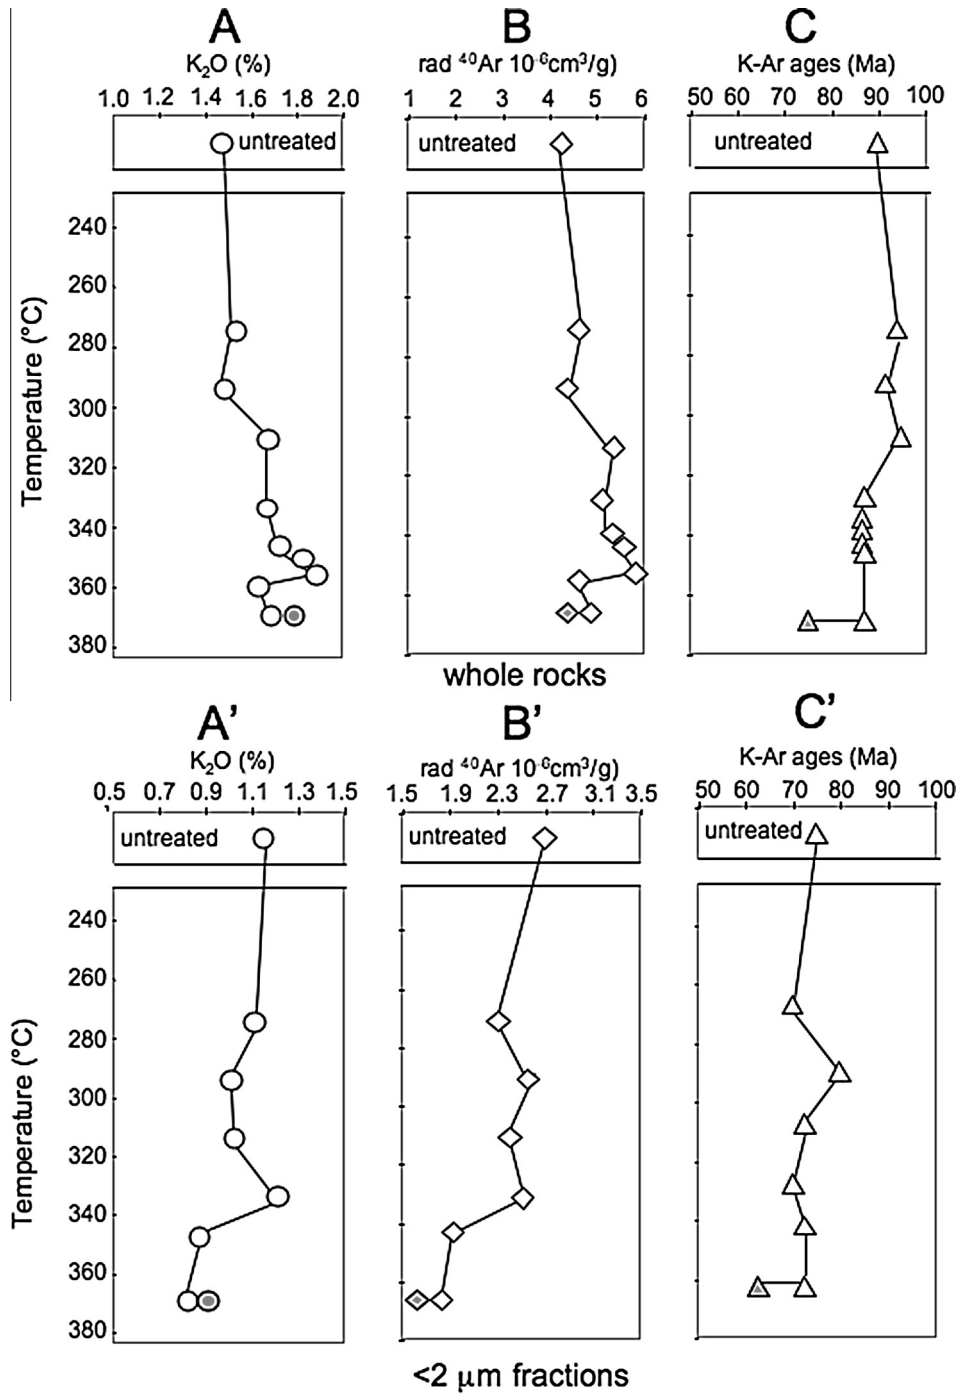 A B C
K2O (%) rad ⁴⁰Ar 10⁻⁶cm³/g) K-Ar ages (Ma)
1.0 1.2 1.4 1.6 1.8 2.0 1 2 3 4 5 6 50 60 70 80 90 100
untreated untreated untreated
240
260
280
300
320
340
360
380
Temperature (°C)
whole rocks
A’ B’ C’
K2O (%) rad ⁴⁰Ar 10⁻⁶cm³/g) K-Ar ages (Ma)
0.5 0.7 0.9 1.1 1.3 1.5 1.5 1.9 2.3 2.7 3.1 3.5 50 60 70 80 90 100
untreated untreated untreated
240
260
280
300
320
340
360
380
Temperature (°C)
<2 μm fractions